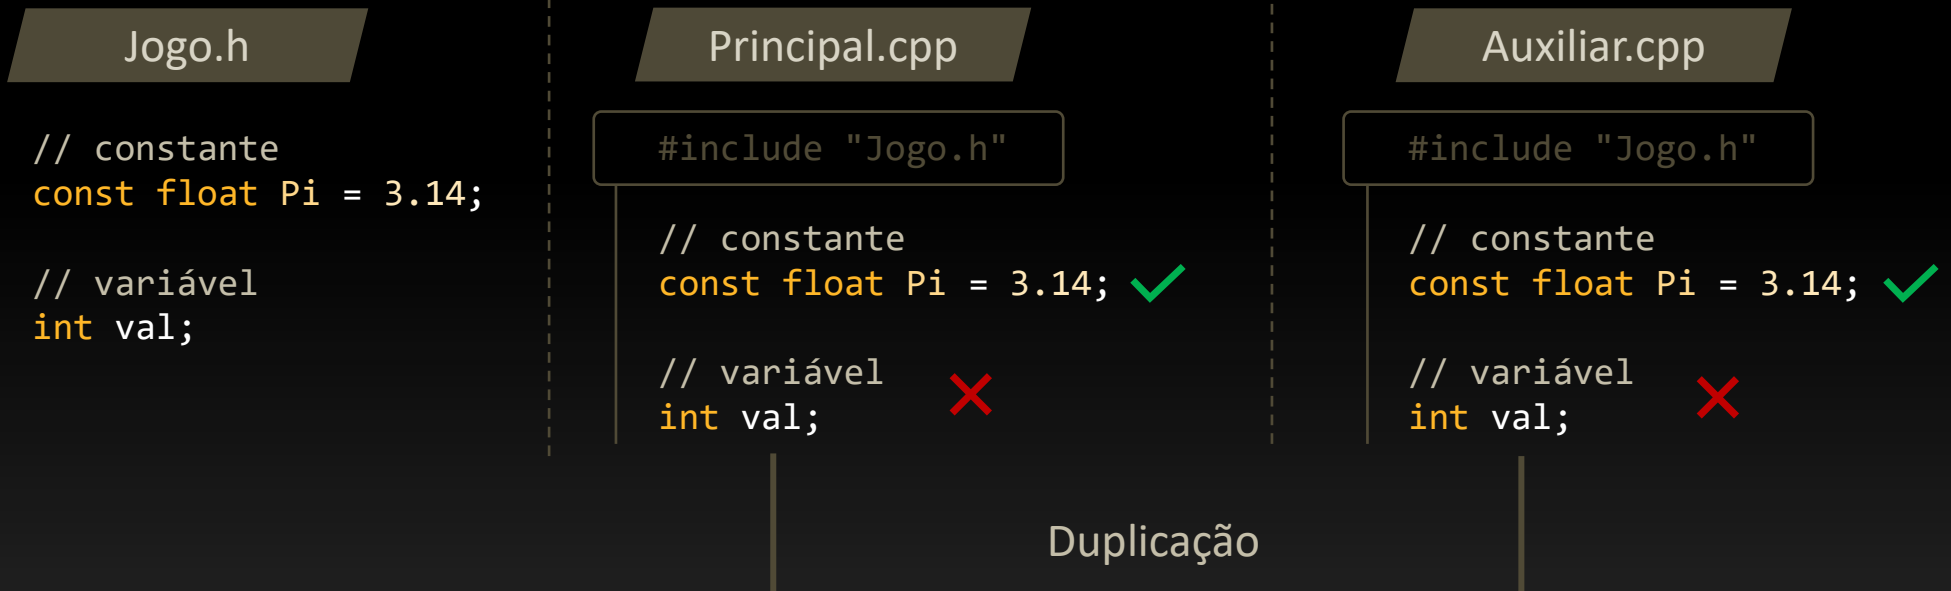 Jogo.h
// constante
const float Pi = 3.14;
// variável
int val;
Principal.cpp
#include "Jogo.h"
// constante
const float Pi = 3.14;
// variável
int val;
Auxiliar.cpp
#include "Jogo.h"
// constante
const float Pi = 3.14;
// variável
int val;
Duplicação